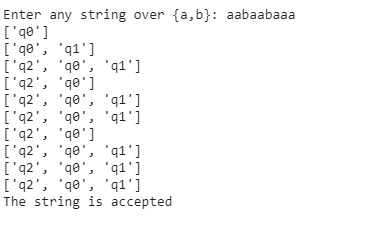 Enter any string over {a,b}: aabaabaaa
['q0']
['q0', 'q1']
['q2', 'q0', 'q1']
['q2', 'q0']
['q2', 'q0', 'q1']
['q2', 'q0', 'q1']
['q2', 'q0']
['q2', 'q0', 'q1']
['q2', 'q0', 'q1']
['q2', 'q0', 'q1']
The string is accepted